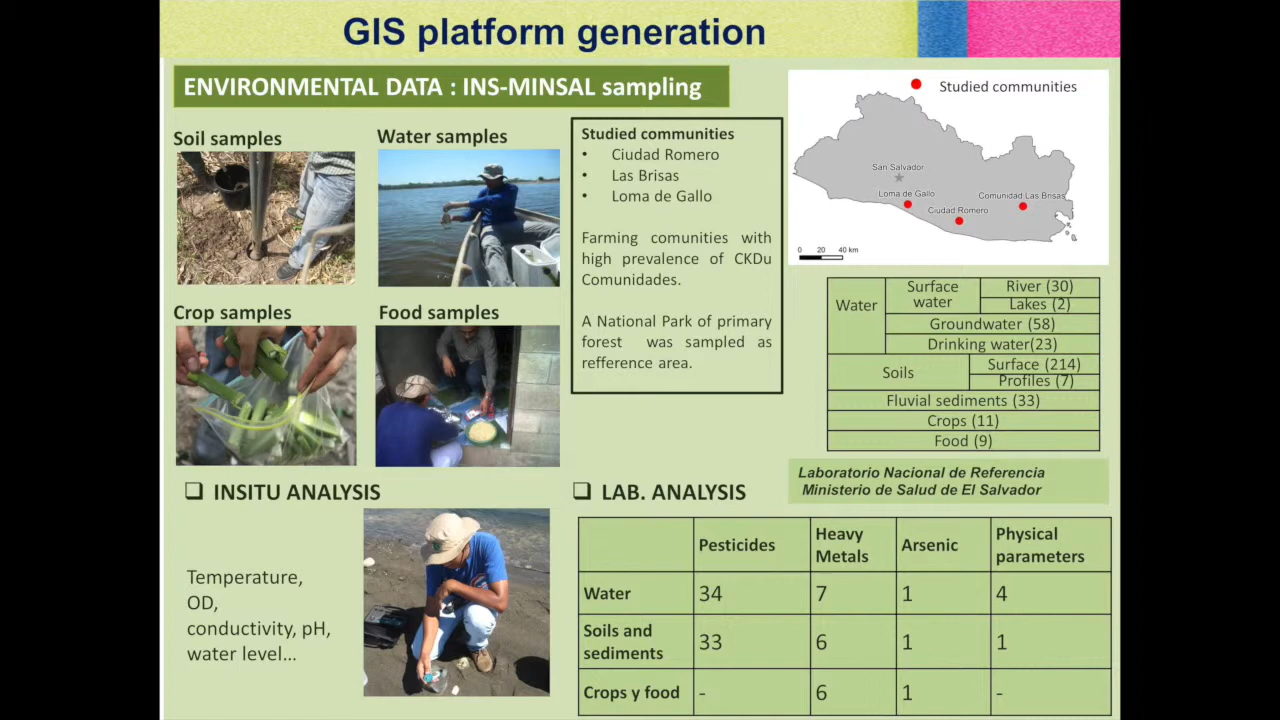 GIS platform generation
ENVIRONMENTAL DATA : INS-MINSAL sampling
Soil samples
Water samples
Crop samples
Food samples
Studied communities
• Ciudad Romero
• Las Brisas
• Loma de Gallo
Farming comunities with
high prevalence of CKDu
Comunidades.
A National Park of primary
forest was sampled as
refference area.
Studied communities
San Salvador
Loma de Gallo
Ciudad Romero
Comunidad Las Brisas
0 20 40 km
Water
Surface
water
River (30)
Lakes (2)
Groundwater (58)
Drinking water(23)
Soils
Surface (214)
Profiles (7)
Fluvial sediments (33)
Crops (11)
Food (9)
Laboratorio Nacional de Referencia
Ministerio de Salud de El Salvador
❑ INSITU ANALYSIS
Temperature,
OD,
conductivity, pH,
water level…
❑ LAB. ANALYSIS
Pesticides
Heavy
Metals
Arsenic
Physical
parameters
Water 34 7 1 4
Soils and
sediments 33 6 1 1
Crops y food - 6 1 -